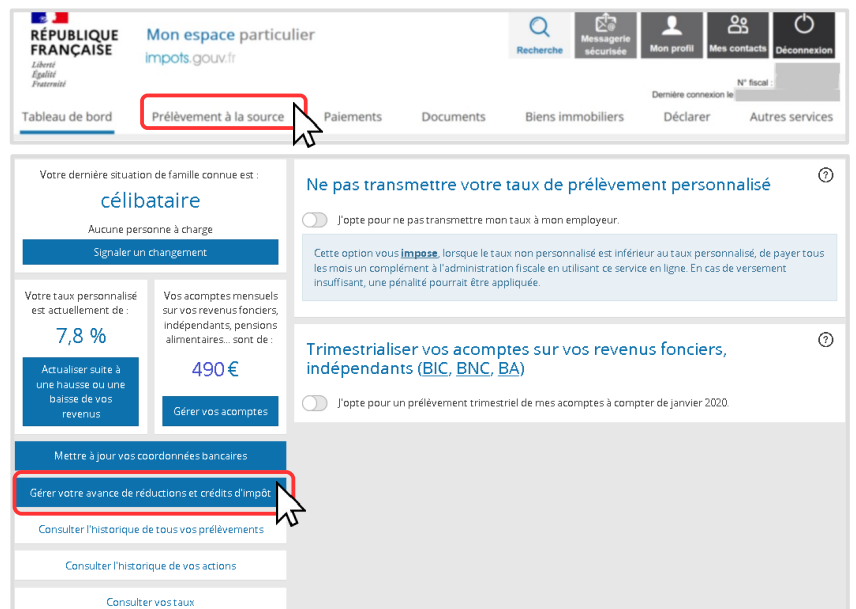 RÉPUBLIQUE
FRANÇAISE
Liberté
Égalité
Fraternité
Mon espace particulier
impots.gouv.fr
Recherche
Messagerie
sécurisée
Mon profil
Mes contacts
Déconnexion
N° fiscal :
Dernière connexion le
Tableau de bord
Prélèvement à la source
Paiements
Documents
Biens immobiliers
Déclarer
Autres services
Votre dernière situation de famille connue est :
célibataire
Aucune personne à charge
Signaler un changement
Votre taux personnalisé
est actuellement de :
7,8 %
Actualiser suite à
une hausse ou une
baisse de vos
revenus
Vos acomptes mensuels
sur vos revenus fonciers,
indépendants, pensions
alimentaires... sont de :
490 €
Gérer vos acomptes
Mettre à jour vos coordonnées bancaires
Gérer votre avance de réductions et crédits d'impôt
Consulter l'historique de tous vos prélèvements
Consulter l'historique de vos actions
Consulter vos taux
Ne pas transmettre votre taux de prélèvement personnalisé
?
J'opte pour ne pas transmettre mon taux à mon employeur.
Cette option vous impose, lorsque le taux non personnalisé est inférieur au taux personnalisé, de payer tous
les mois un complément à l'administration fiscale en utilisant ce service en ligne. En cas de versement
insuffisant, une pénalité pourrait être appliquée.
Trimestrialiser vos acomptes sur vos revenus fonciers,
indépendants (BIC, BNC, BA)
?
J'opte pour un prélèvement trimestriel de mes acomptes à compter de janvier 2020.